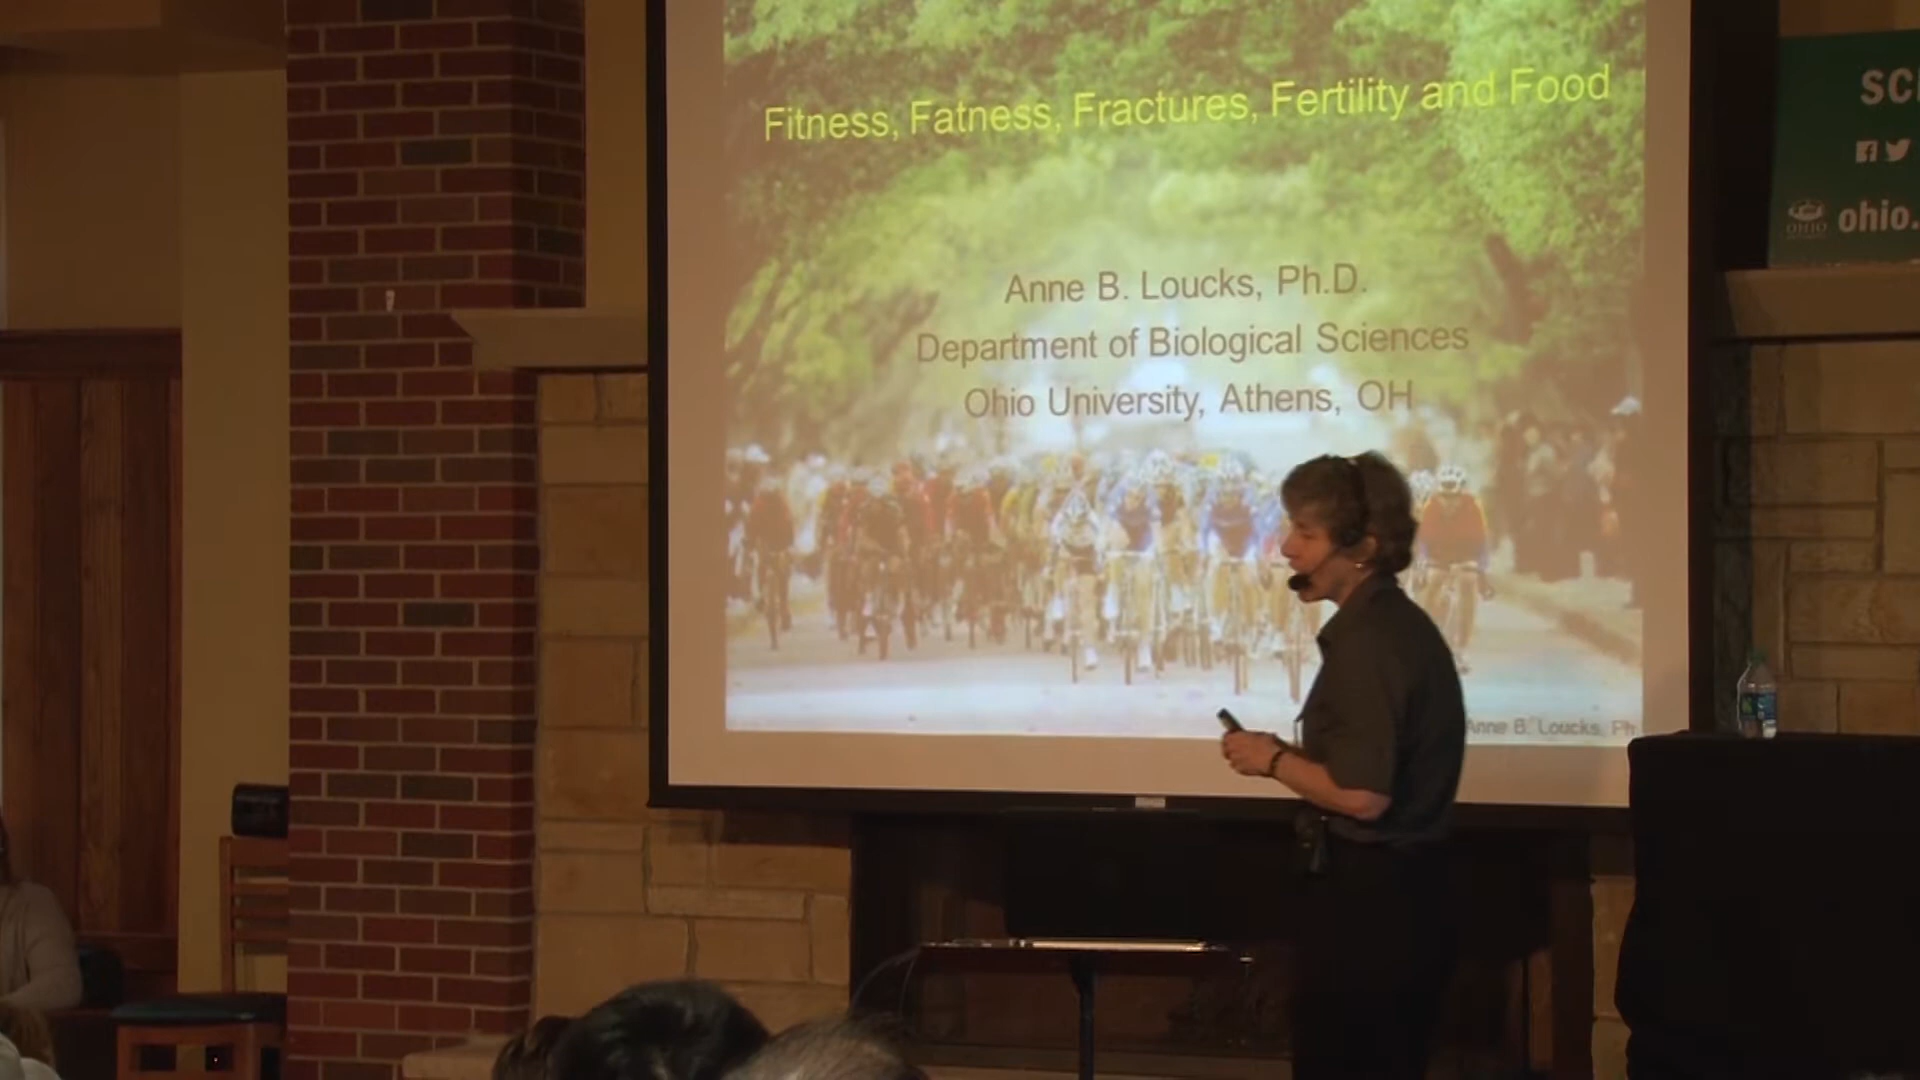 Fitness, Fatness, Fractures, Fertility and Food
Anne B. Loucks, Ph.D.
Department of Biological Sciences
Ohio University, Athens, OH
Anne B. Loucks, Ph
SC
OHIO
ohio.